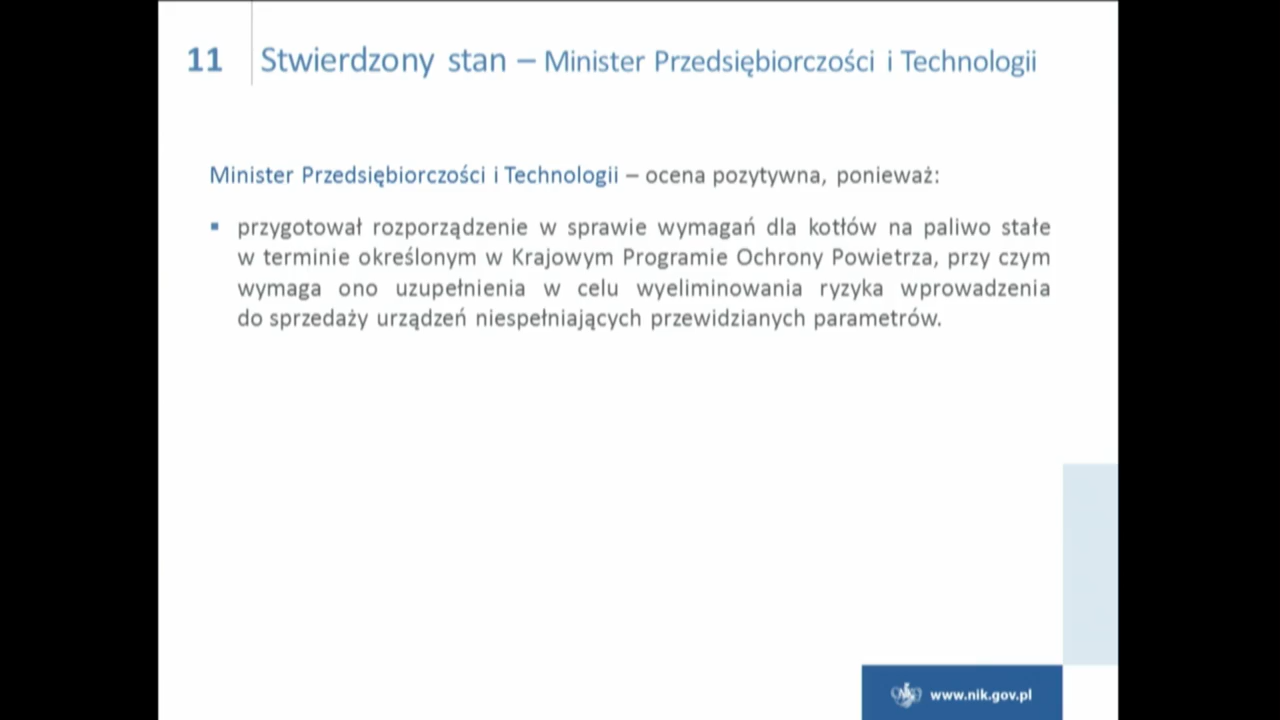 11 Stwierdzony stan – Minister Przedsiębiorczości i Technologii
Minister Przedsiębiorczości i Technologii – ocena pozytywna, ponieważ:
▪ przygotował rozporządzenie w sprawie wymagań dla kotłów na paliwo stałe
w terminie określonym w Krajowym Programie Ochrony Powietrza, przy czym
wymaga ono uzupełnienia w celu wyeliminowania ryzyka wprowadzenia
do sprzedaży urządzeń niespełniających przewidzianych parametrów.
www.nik.gov.pl